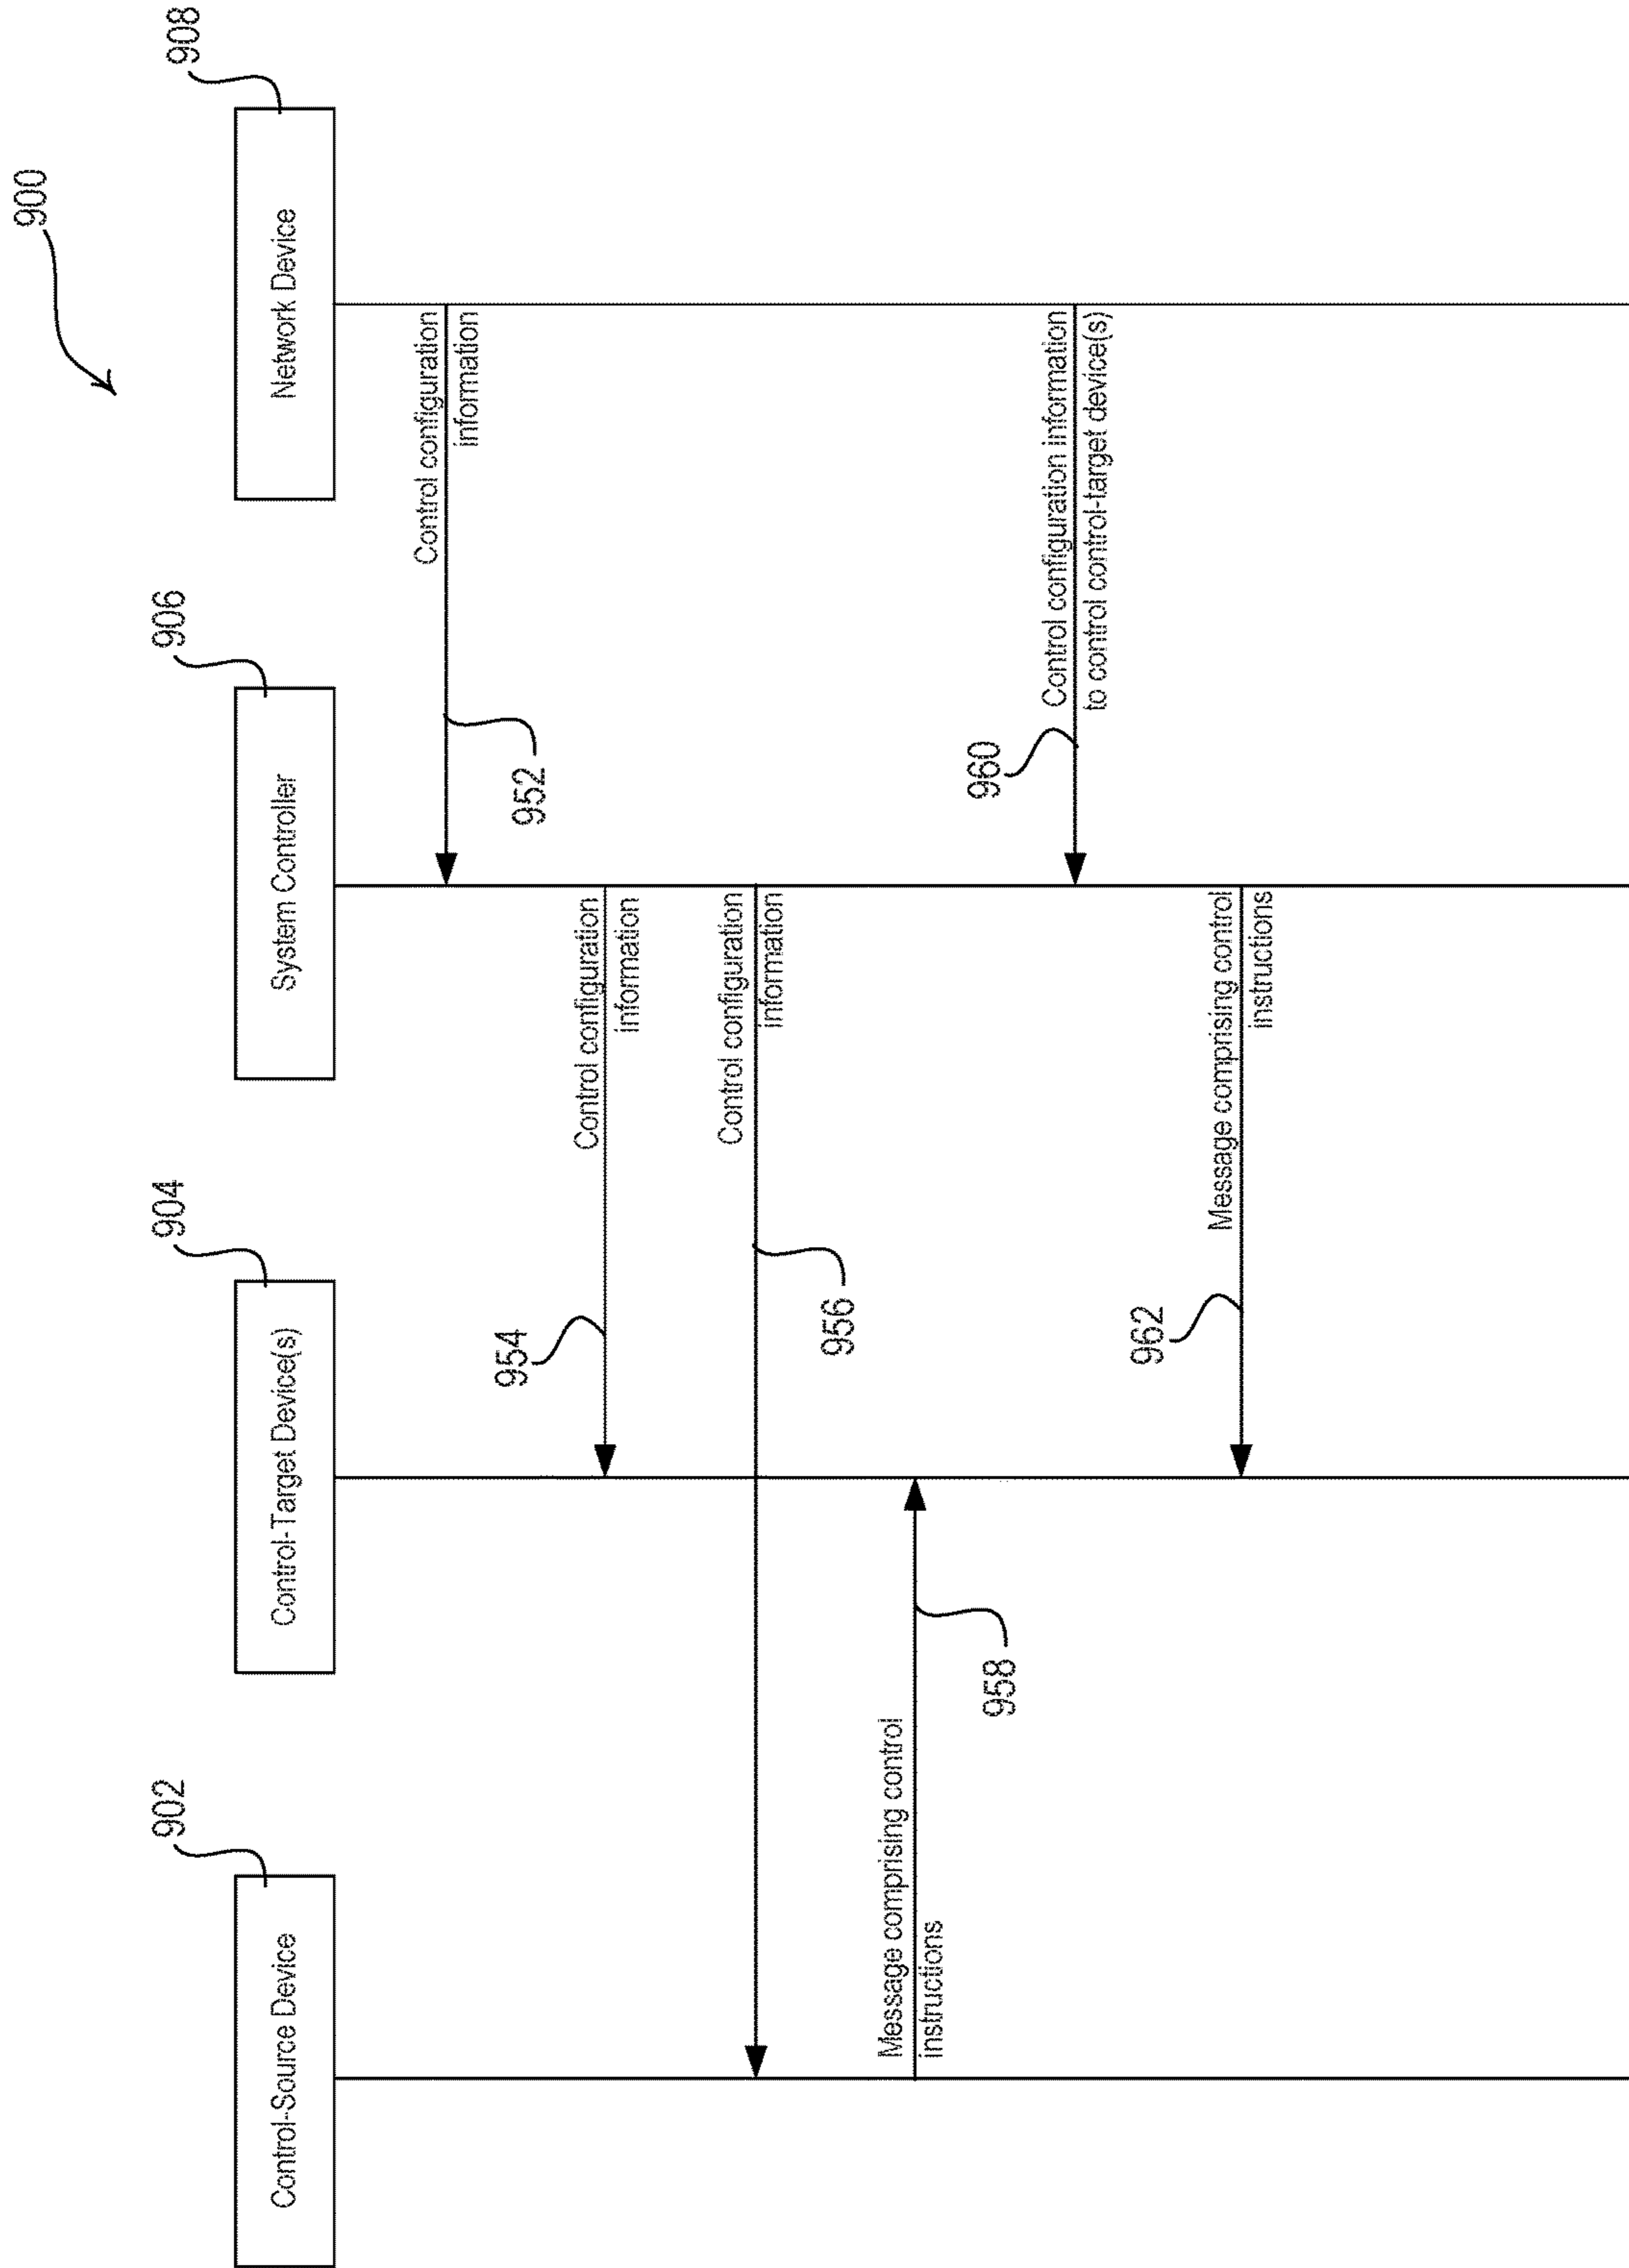 900
902
904
906
908
Control-Source Device
Control-Target Device(s)
System Controller
Network Device
Control configuration
information
952
Control configuration
information
954
Control configuration
information
956
Message comprising control
instructions
958
Control configuration information
to control control-target device(s)
960
Message comprising control
instructions
962